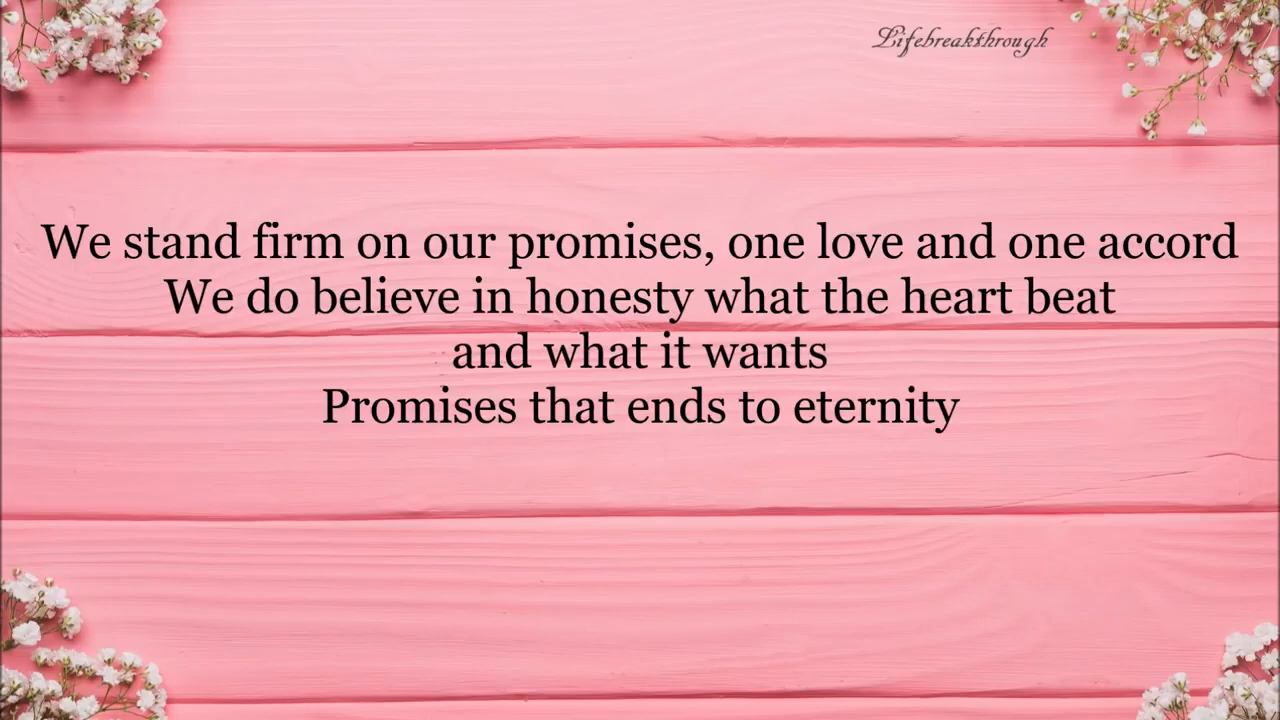 Lifebreakthrough
We stand firm on our promises, one love and one accord
We do believe in honesty what the heart beat
and what it wants
Promises that ends to eternity